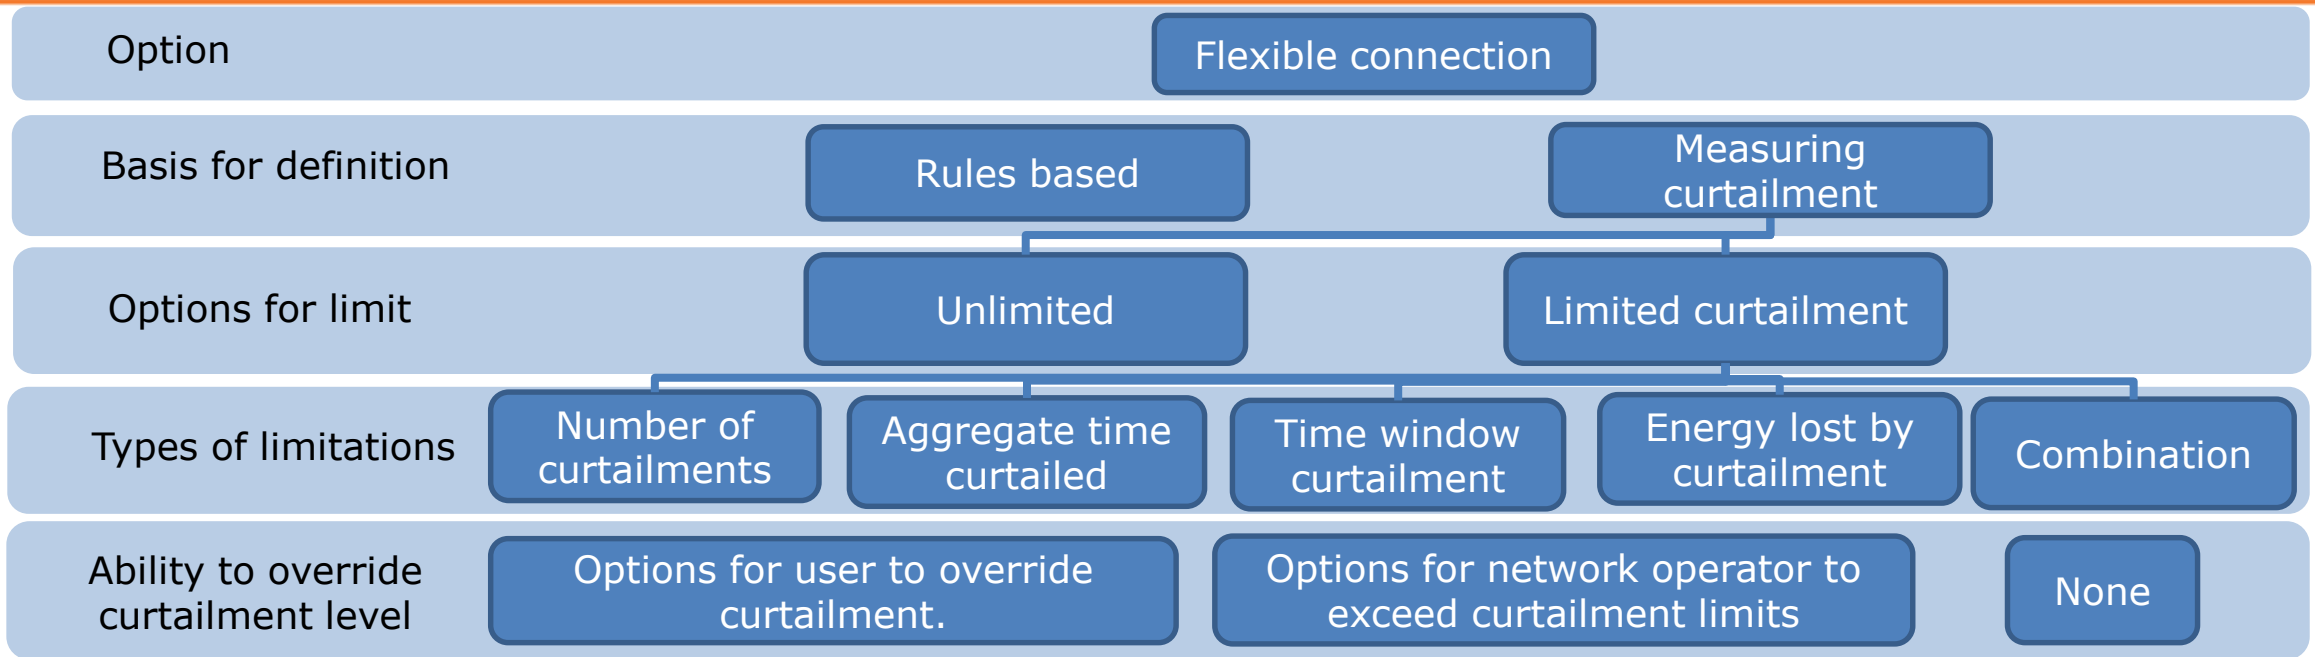 Option
Flexible connection
Basis for definition
Rules based
Measuring
curtailment
Options for limit
Unlimited
Limited curtailment
Types of limitations
Number of
curtailments
Aggregate time
curtailed
Time window
curtailment
Energy lost by
curtailment
Combination
Ability to override
curtailment level
Options for user to override
curtailment.
Options for network operator to
exceed curtailment limits
None